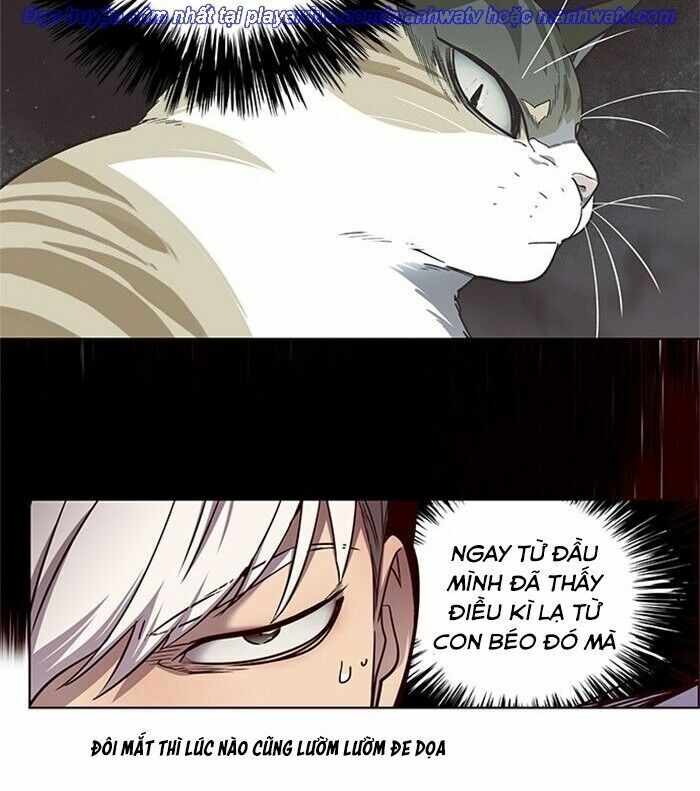 NGAY TỪ ĐẦU
MÌNH ĐÃ THẤY
ĐIỀU KÌ LẠ TỪ
CON BÉO ĐÓ MÀ
ĐÔI MẮT THÌ LÚC NÀO CŨNG LƯỜM LƯỜM ĐE DỌA